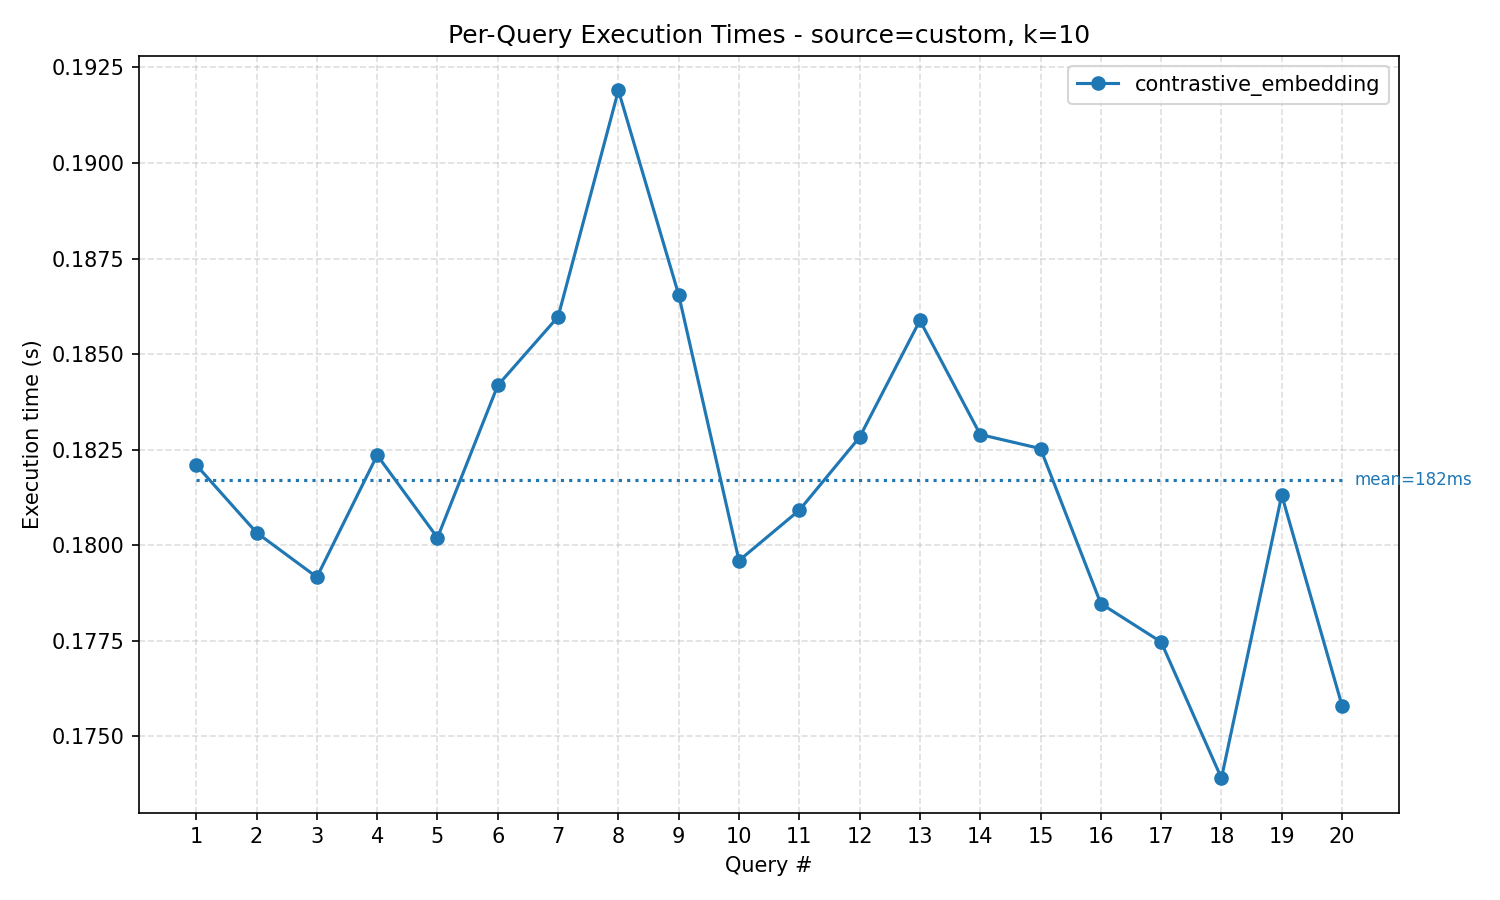 Per-Query Execution Times - source=custom, k=10
contrastive_embedding
0.1925
0.1900
0.1875
0.1850
0.1825
0.1800
0.1775
0.1750
Execution time (s)
mean=182ms
1 2 3 4 5 6 7 8 9 10 11 12 13 14 15 16 17 18 19 20
Query #